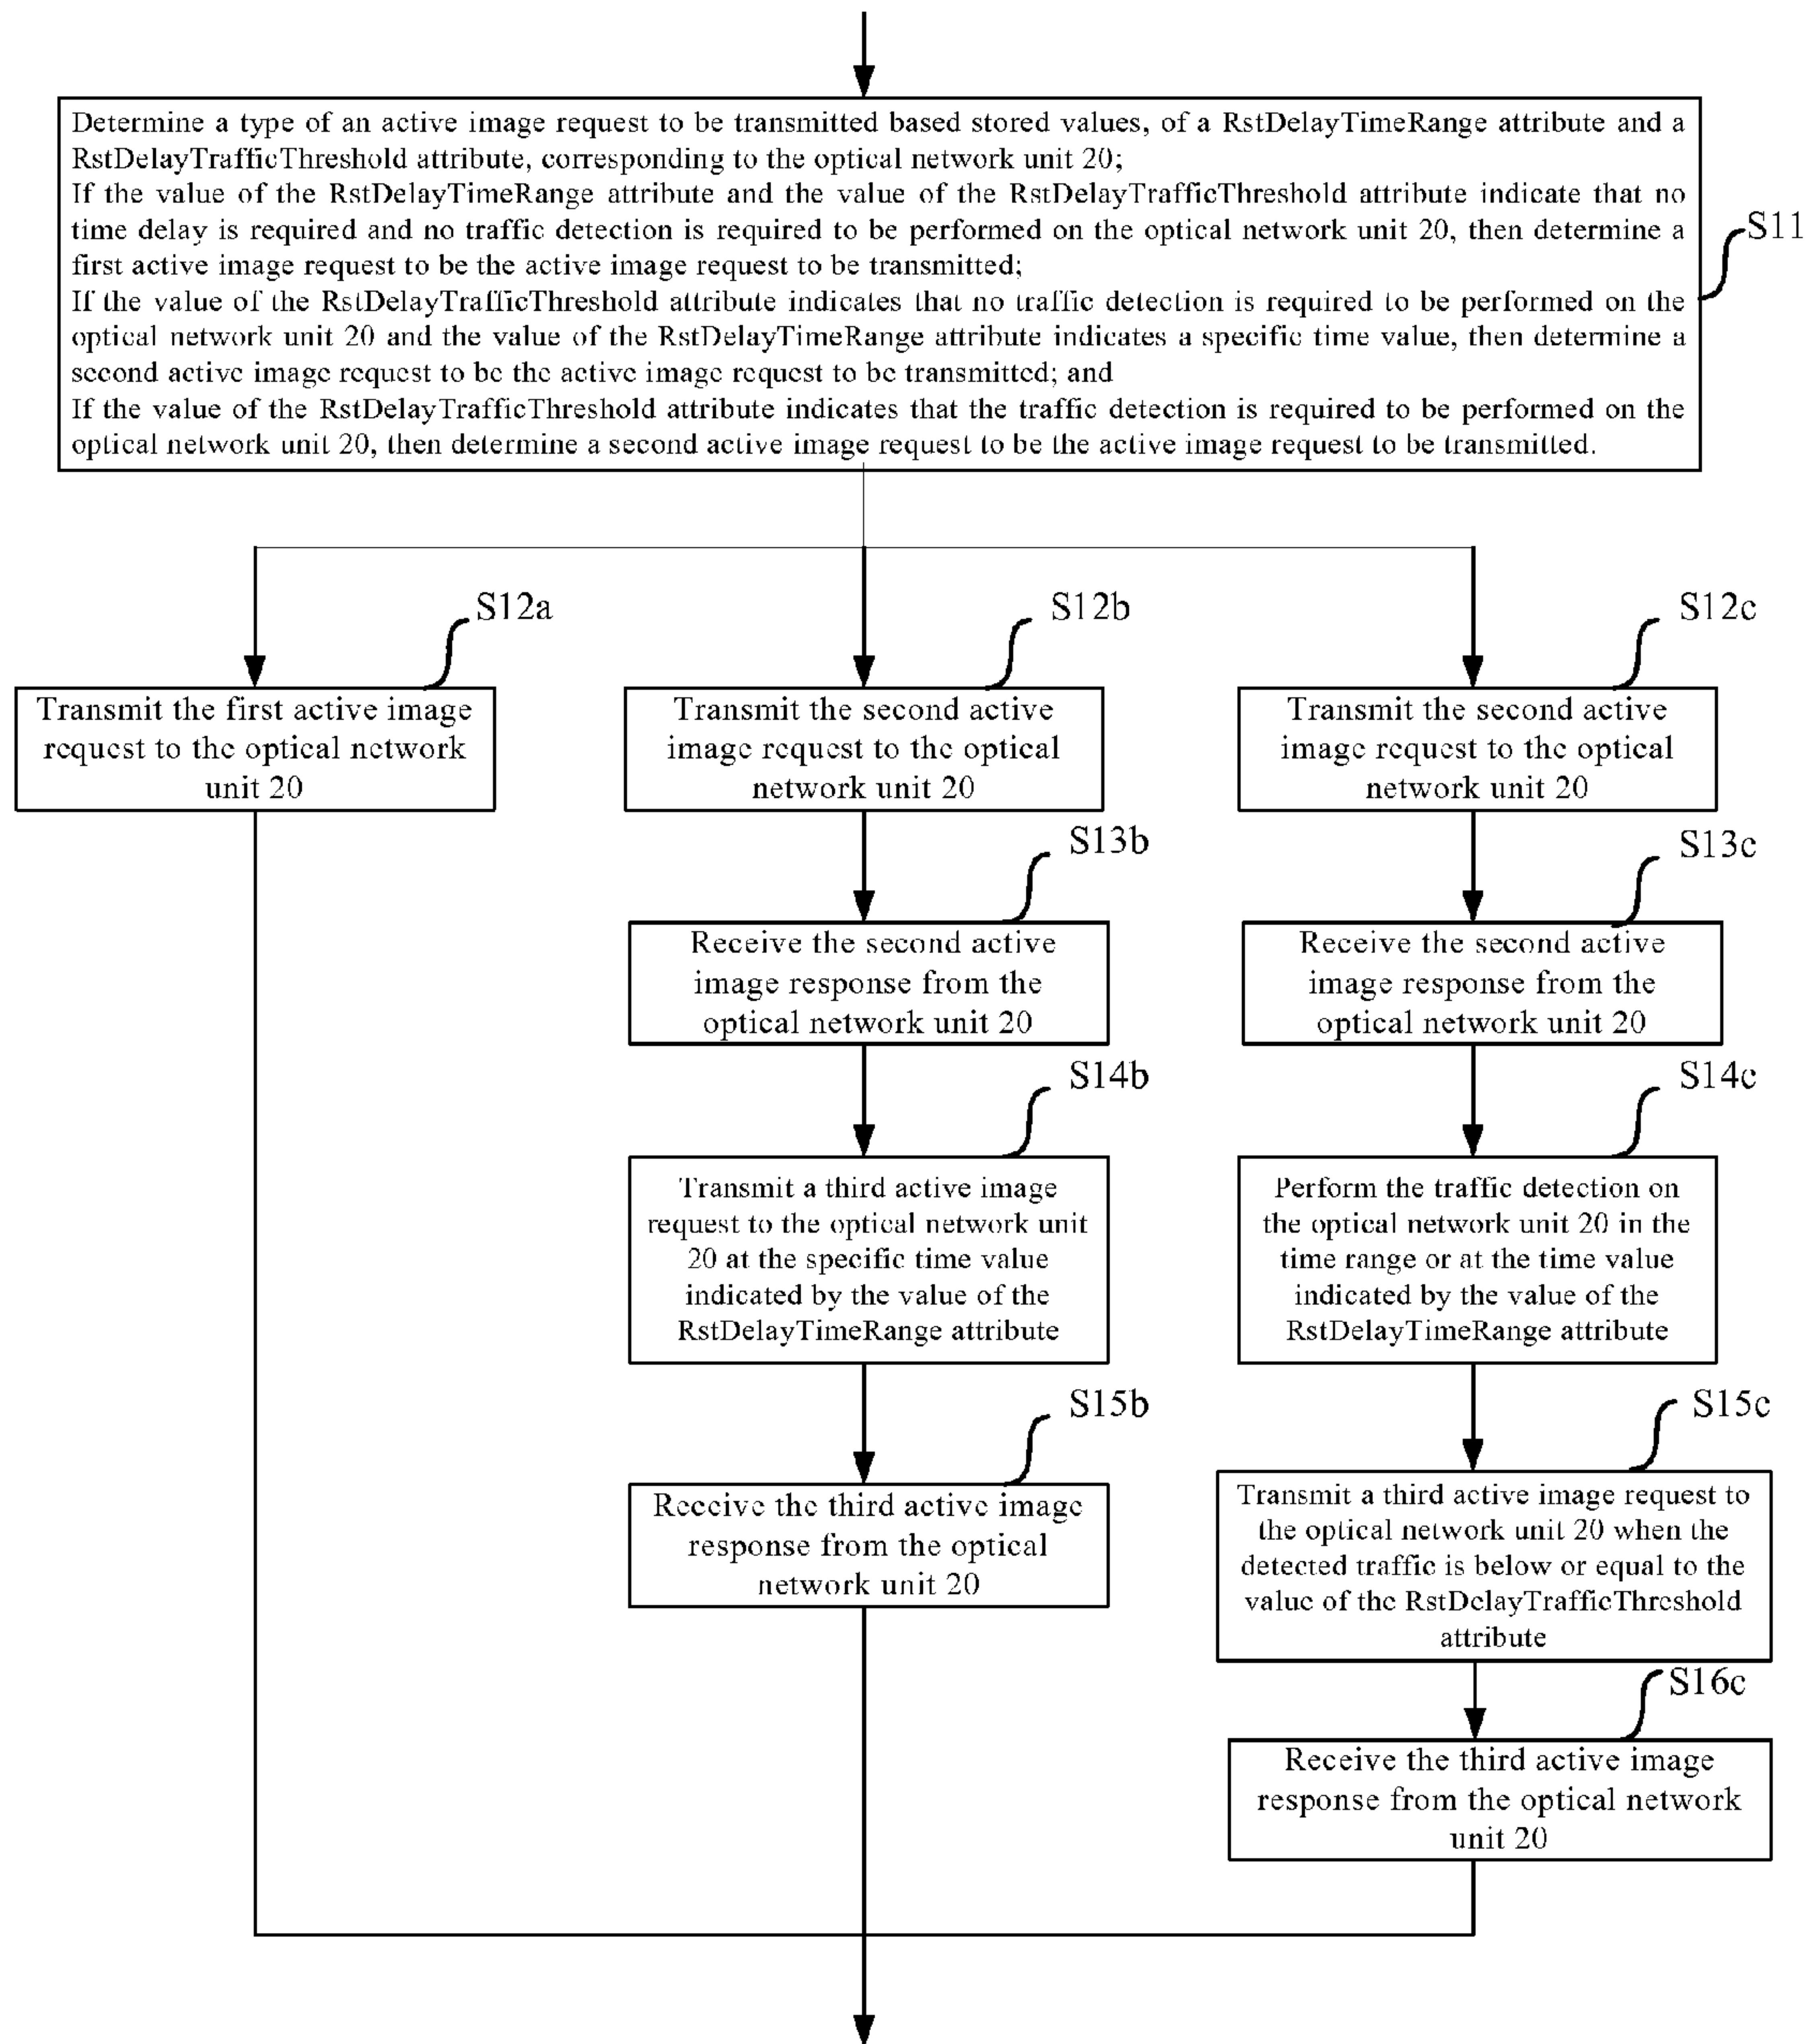 Determine a type of an active image request to be transmitted based stored values, of a RstDelayTimeRange attribute and a
RstDelayTrafficThreshold attribute, corresponding to the optical network unit 20;
If the value of the RstDelayTimeRange attribute and the value of the RstDelayTrafficThreshold attribute indicate that no
time delay is required and no traffic detection is required to be performed on the optical network unit 20, then determine a
first active image request to be the active image request to be transmitted;
If the value of the RstDelayTrafficThreshold attribute indicates that no traffic detection is required to be performed on the
optical network unit 20 and the value of the RstDelayTimeRange attribute indicates a specific time value, then determine a
second active image request to be the active image request to be transmitted; and
If the value of the RstDelayTrafficThreshold attribute indicates that the traffic detection is required to be performed on the
optical network unit 20, then determine a second active image request to be the active image request to be transmitted.
S11
S12a
Transmit the first active image
request to the optical network
unit 20
S12b
Transmit the second active
image request to the optical
network unit 20
S13b
Receive the second active
image response from the
optical network unit 20
S14b
Transmit a third active image
request to the optical network unit
20 at the specific time value
indicated by the value of the
RstDelayTimeRange attribute
S15b
Receive the third active image
response from the optical
network unit 20
S12c
Transmit the second active
image request to the optical
network unit 20
S13c
Receive the second active
image response from the
optical network unit 20
S14c
Perform the traffic detection on
the optical network unit 20 in the
time range or at the time value
indicated by the value of the
RstDelayTimeRange attribute
S15c
Transmit a third active image request to
the optical network unit 20 when the
detected traffic is below or equal to the
value of the RstDelayTrafficThreshold
attribute
S16c
Receive the third active image
response from the optical network
unit 20